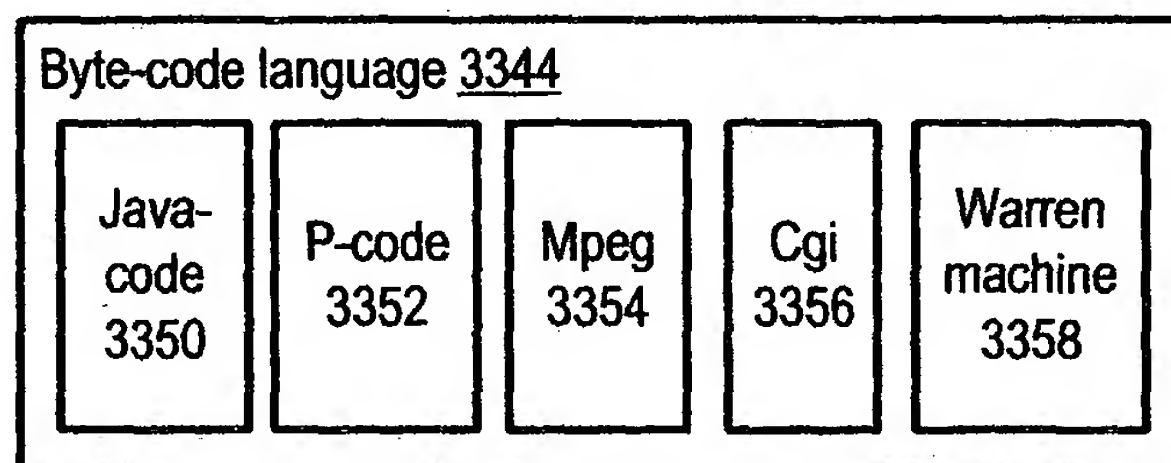 Byte-code language 3344
Java-
code
3350
P-code
3352
Mpeg
3354
Cgi
3356
Warren
machine
3358